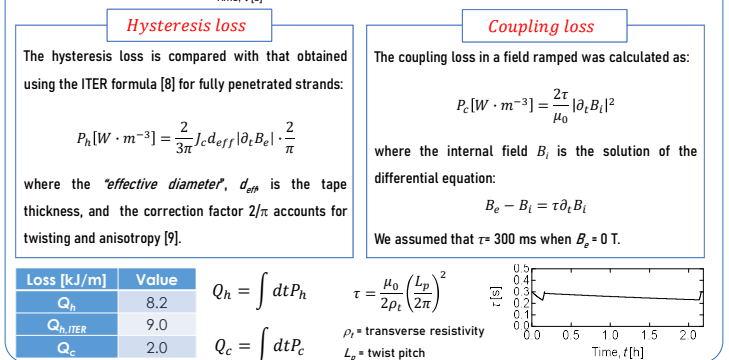 Hysteresis loss
The hysteresis loss is compared with that obtained
using the ITER formula [8] for fully penetrated strands:
P_h[W · m⁻³] = 2/3π J_c d_eff |∂_t B_e| · 2/π
where the "effective diameter", d_eff, is the tape
thickness, and the correction factor 2/π accounts for
twisting and anisotropy [9].
Coupling loss
The coupling loss in a field ramped was calculated as:
P_c[W · m⁻³] = 2τ/μ₀ |∂_t B_i|²
where the internal field B_i is the solution of the
differential equation:
B_e − B_i = τ∂_t B_i
We assumed that τ= 300 ms when B_e = 0 T.
Loss [kJ/m] Value
Q_h 8.2
Q_h,ITER 9.0
Q_c 2.0
Q_h = ∫ dtP_h
Q_c = ∫ dtP_c
τ = μ₀/2ρ_t (L_p/2π)²
ρ_t = transverse resistivity
L_p = twist pitch
τ [s]
0.5
0.4
0.3
0.2
0.1
0.0
0.0 0.5 1.0 1.5 2.0
Time, t [h]